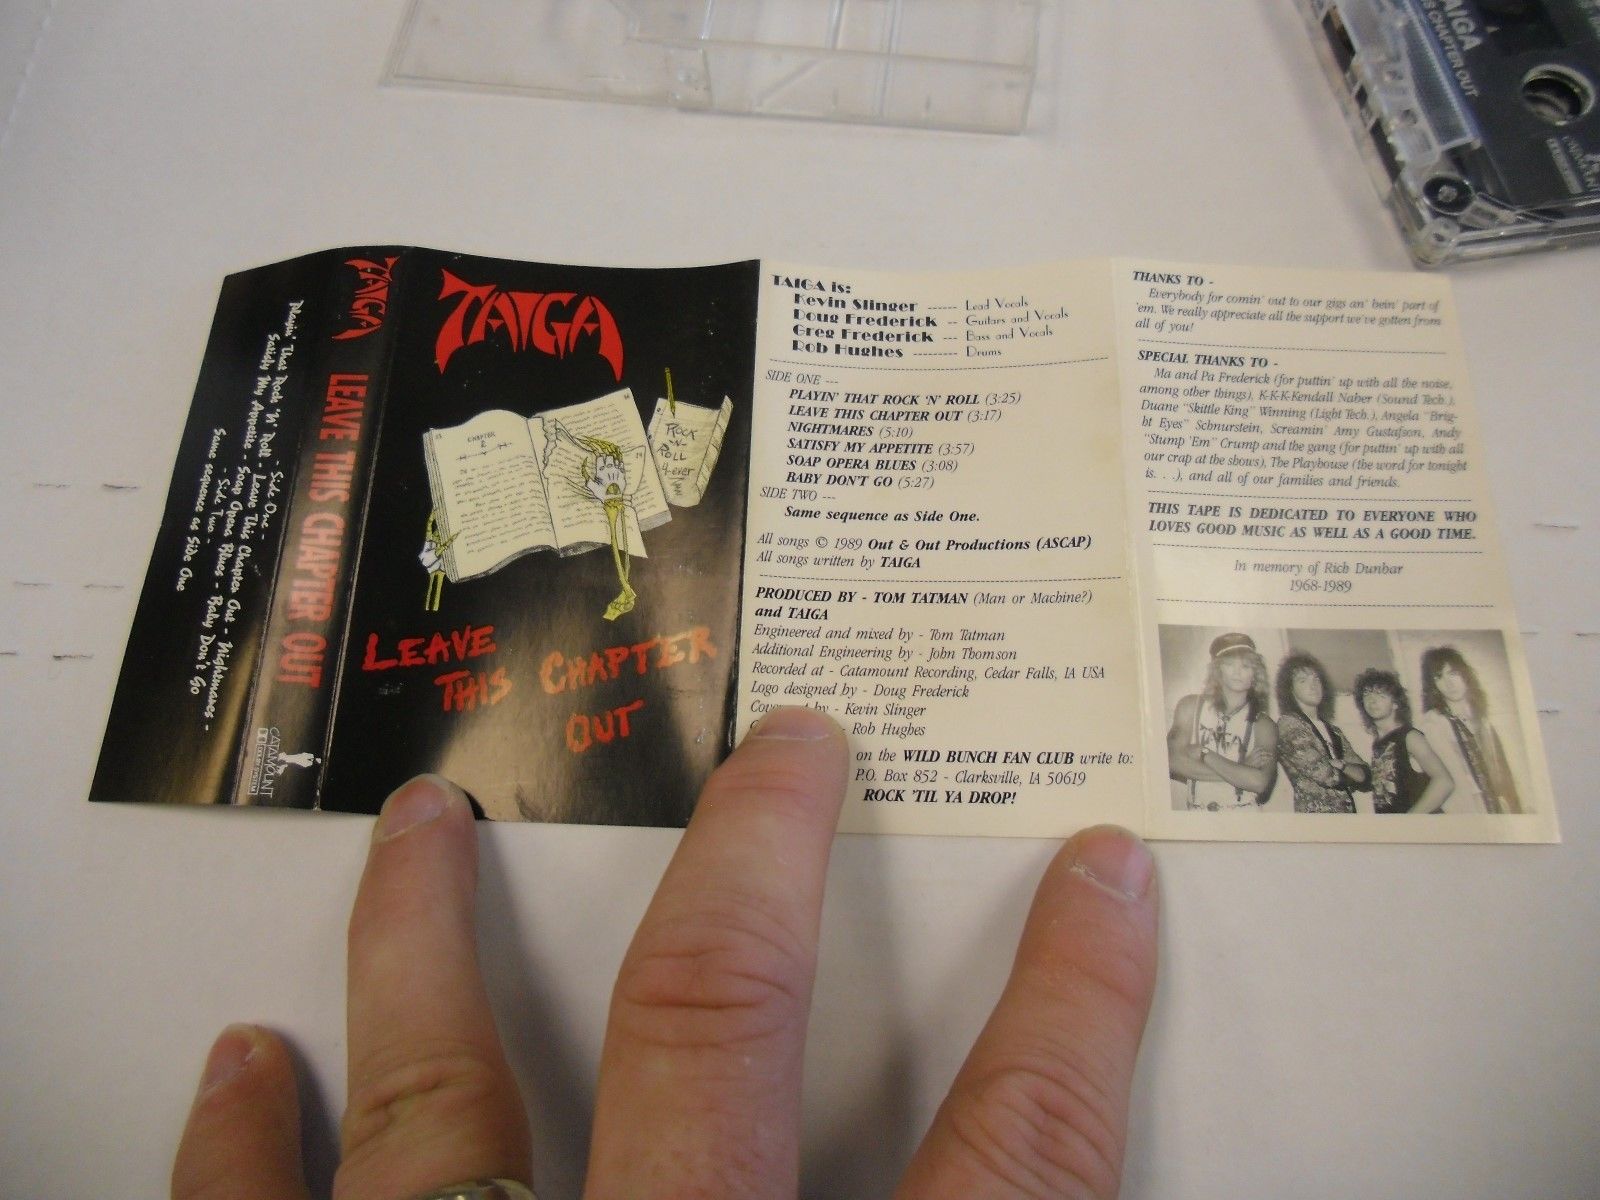 TAIGA
LEAVE THIS CHAPTER OUT
- Side One -
Playin' That Rock 'N' Roll - Leave This Chapter Out - Nightmares -
Satisfy My Appetite - Soap Opera Blues - Baby Don't Go
- Side Two -
Same sequence as Side One
CATAMOUNT
TAIGA
CHAPTER
ROCK
-N-
ROLL
4-ever
LEAVE
THIS CHAPTER
OUT
TAIGA is:
Kevin Slinger ------ Lead Vocals
Doug Frederick -- Guitars and Vocals
Greg Frederick --- Bass and Vocals
Rob Hughes --------- Drums
SIDE ONE ---
PLAYIN' THAT ROCK 'N' ROLL (3:25)
LEAVE THIS CHAPTER OUT (3:17)
NIGHTMARES (5:10)
SATISFY MY APPETITE (3:57)
SOAP OPERA BLUES (3:08)
BABY DON'T GO (5:27)
SIDE TWO ---
Same sequence as Side One.
All songs © 1989 Out & Out Productions (ASCAP)
All songs written by TAIGA
PRODUCED BY - TOM TATMAN (Man or Machine?)
and TAIGA
Engineered and mixed by - Tom Tatman
Additional Engineering by - John Thomson
Recorded at - Catamount Recording, Cedar Falls, IA USA
Logo designed by - Doug Frederick
by - Kevin Slinger
- Rob Hughes
on the WILD BUNCH FAN CLUB write to:
P.O. Box 852 - Clarksville, IA 50619
ROCK 'TIL YA DROP!
THANKS TO -
Everybody for comin' out to our gigs an' bein' part of
'em. We really appreciate all the support we've gotten from
all of you!
SPECIAL THANKS TO -
Ma and Pa Frederick (for puttin' up with all the noise,
among other things), K-K-K-Kendall Naber (Sound Tech.),
Duane "Skittle King" Winning (Light Tech.), Angela "Brig-
ht Eyes" Schnurstein, Screamin' Amy Gustafson, Andy
"Stump 'Em" Crump and the gang (for puttin' up with all
our crap at the shows), The Playhouse (the word for tonight
is. . .), and all of our families and friends.
THIS TAPE IS DEDICATED TO EVERYONE WHO
LOVES GOOD MUSIC AS WELL AS A GOOD TIME.
In memory of Rich Dunbar
1968-1989
TAIGA
TAIGA
CHAPTER OUT